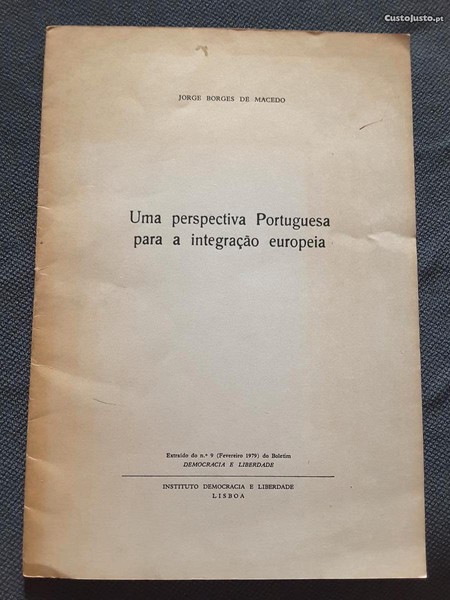 CustoJusto.pt
JORGE BORGES DE MACEDO
Uma perspectiva Portuguesa
para a integração europeia
Extraído do n.º 9 (Fevereiro 1979) do Boletim
DEMOCRACIA E LIBERDADE
INSTITUTO DEMOCRACIA E LIBERDADE
LISBOA